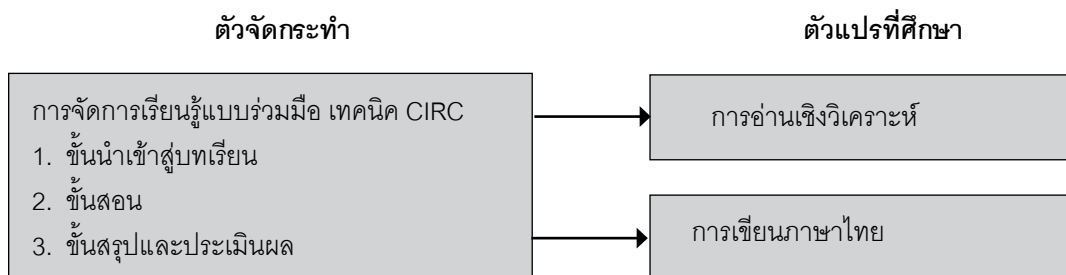 ตัวจัดกระทำ
ตัวแปรที่ศึกษา
การจัดการเรียนรู้แบบร่วมมือ เทคนิค CIRC
1. ขั้นนำเข้าสู่บทเรียน
2. ขั้นสอน
3. ขั้นสรุปและประเมินผล
การอ่านเชิงวิเคราะห์
การเขียนภาษาไทย